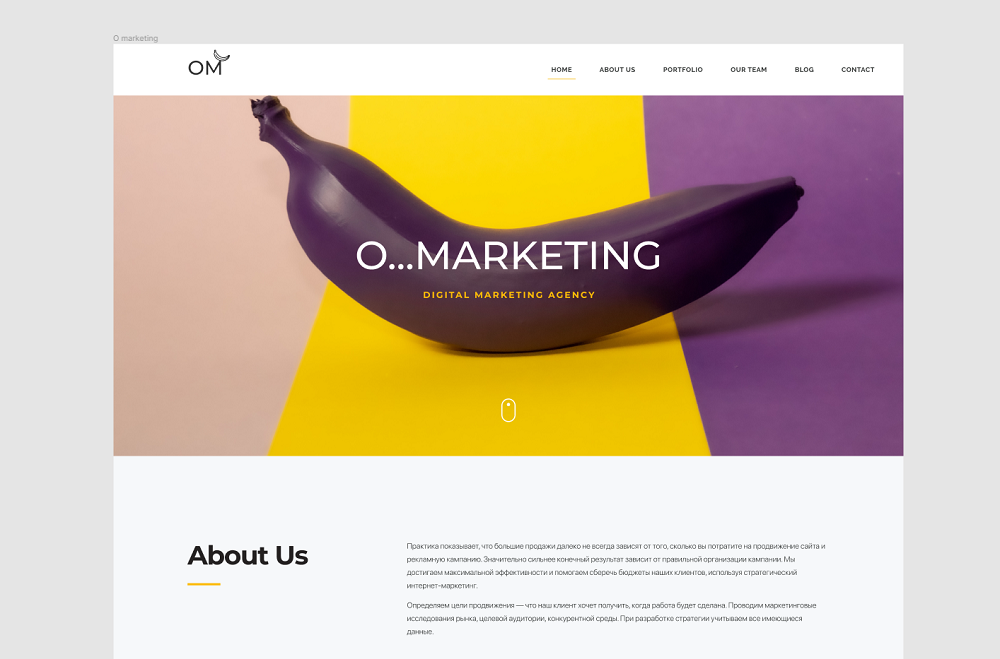 O marketing
OM
HOME ABOUT US PORTFOLIO OUR TEAM BLOG CONTACT
O...MARKETING
DIGITAL MARKETING AGENCY
About Us
Практика показывает, что большие продажи далеко не всегда зависят от того, сколько вы потратите на продвижение сайта и
рекламную кампанию. Значительно сильнее конечный результат зависит от правильной организации кампании. Мы
достигаем максимальной эффективности и помогаем сберечь бюджеты наших клиентов, используя стратегический
интернет-маркетинг.
Определяем цели продвижения — что наш клиент хочет получить, когда работа будет сделана. Проводим маркетинговые
исследования рынка, целевой аудитории, конкурентной среды. При разработке стратегии учитываем все имеющиеся
данные.